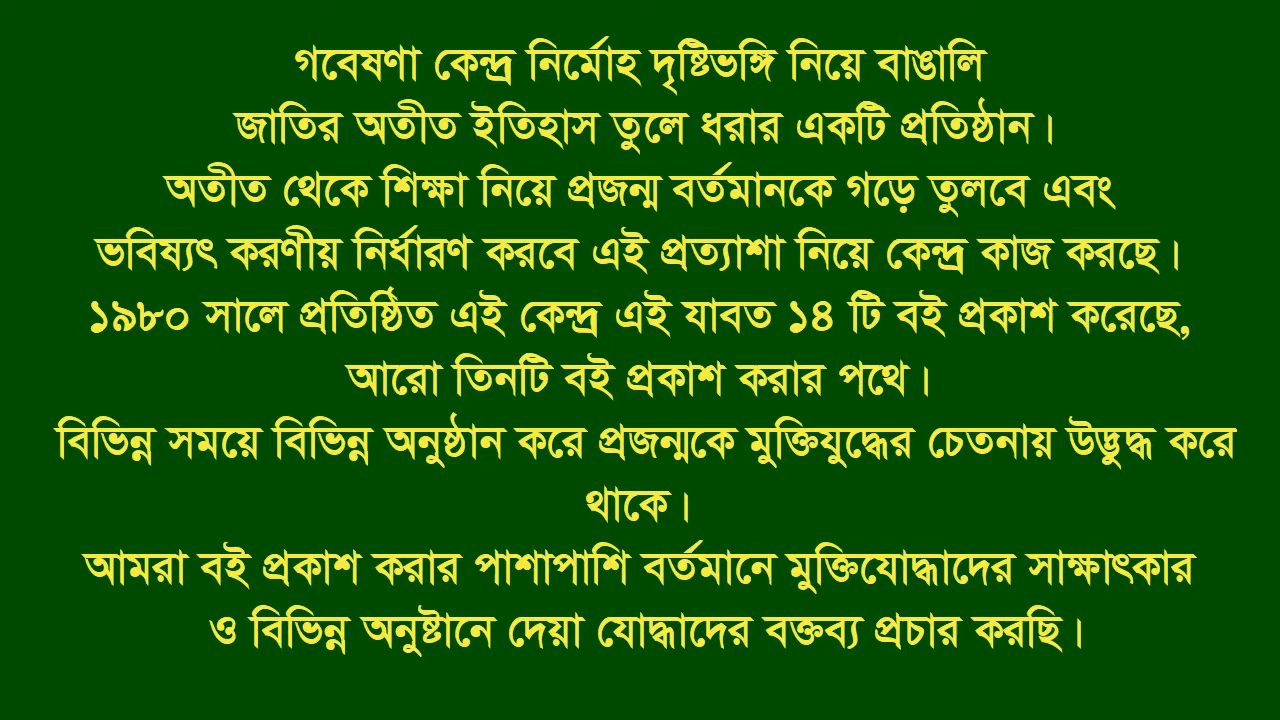 গবেষণা কেন্দ্র নির্মোহ দৃষ্টিভঙ্গি নিয়ে বাঙালি
জাতির অতীত ইতিহাস তুলে ধরার একটি প্রতিষ্ঠান।
অতীত থেকে শিক্ষা নিয়ে প্রজন্ম বর্তমানকে গড়ে তুলবে এবং
ভবিষ্যৎ করণীয় নির্ধারণ করবে এই প্রত্যাশা নিয়ে কেন্দ্র কাজ করছে।
১৯৮০ সালে প্রতিষ্ঠিত এই কেন্দ্র এই যাবত ১৪ টি বই প্রকাশ করেছে,
আরো তিনটি বই প্রকাশ করার পথে।
বিভিন্ন সময়ে বিভিন্ন অনুষ্ঠান করে প্রজন্মকে মুক্তিযুদ্ধের চেতনায় উদ্ভুদ্ধ করে
থাকে।
আমরা বই প্রকাশ করার পাশাপাশি বর্তমানে মুক্তিযোদ্ধাদের সাক্ষাৎকার
ও বিভিন্ন অনুষ্টানে দেয়া যোদ্ধাদের বক্তব্য প্রচার করছি।